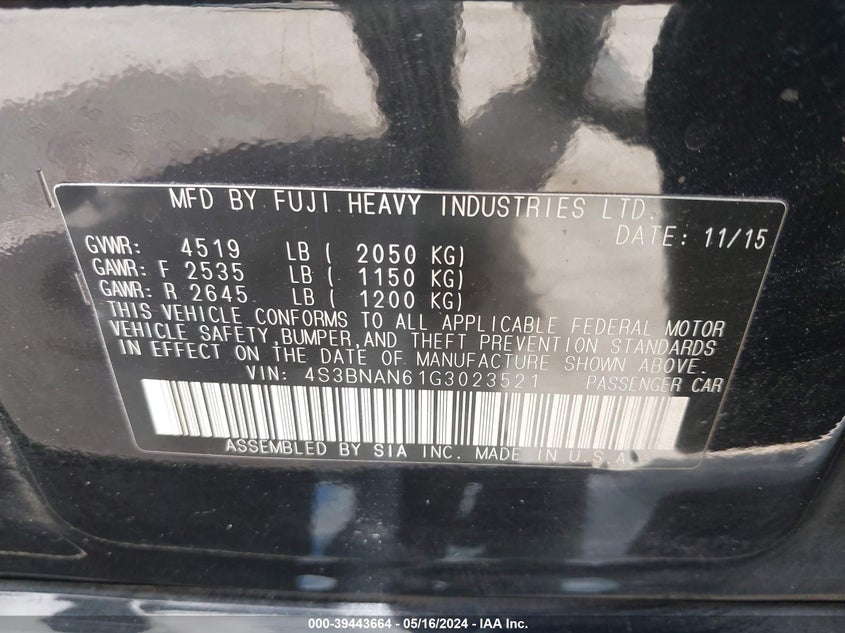 MFD BY FUJI HEAVY INDUSTRIES LTD.
DATE: 11/15
GVWR: 4519 LB ( 2050 KG)
GAWR: F 2535 LB ( 1150 KG)
GAWR: R 2645 LB ( 1200 KG)
THIS VEHICLE CONFORMS TO ALL APPLICABLE FEDERAL MOTOR
VEHICLE SAFETY,BUMPER,AND THEFT PREVENTION STANDARDS
IN EFFECT ON THE DATE OF MANUFACTURE SHOWN ABOVE.
VIN: 4S3BNAN61G3023521 PASSENGER CAR
ASSEMBLED BY SIA INC. MADE IN U.S.A
000-39443664 - 05/16/2024 - IAA Inc.